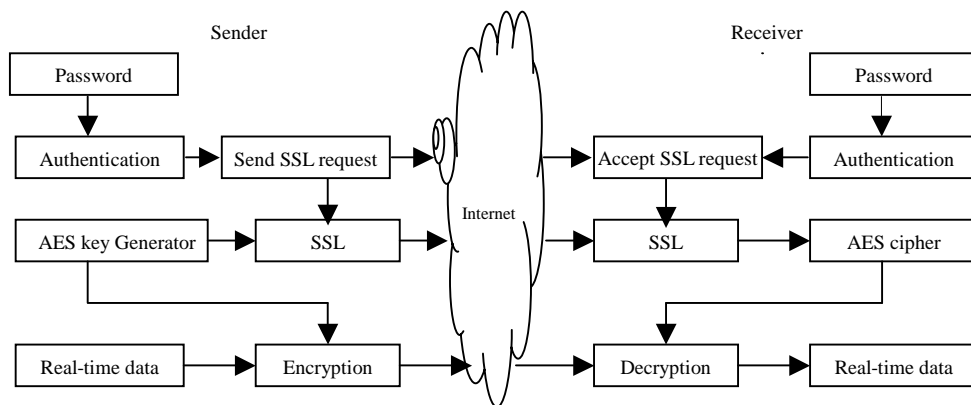 Sender
Receiver
Password
Password
Authentication
Send SSL request
Accept SSL request
Authentication
Internet
AES key Generator
SSL
SSL
AES cipher
Real-time data
Encryption
Decryption
Real-time data